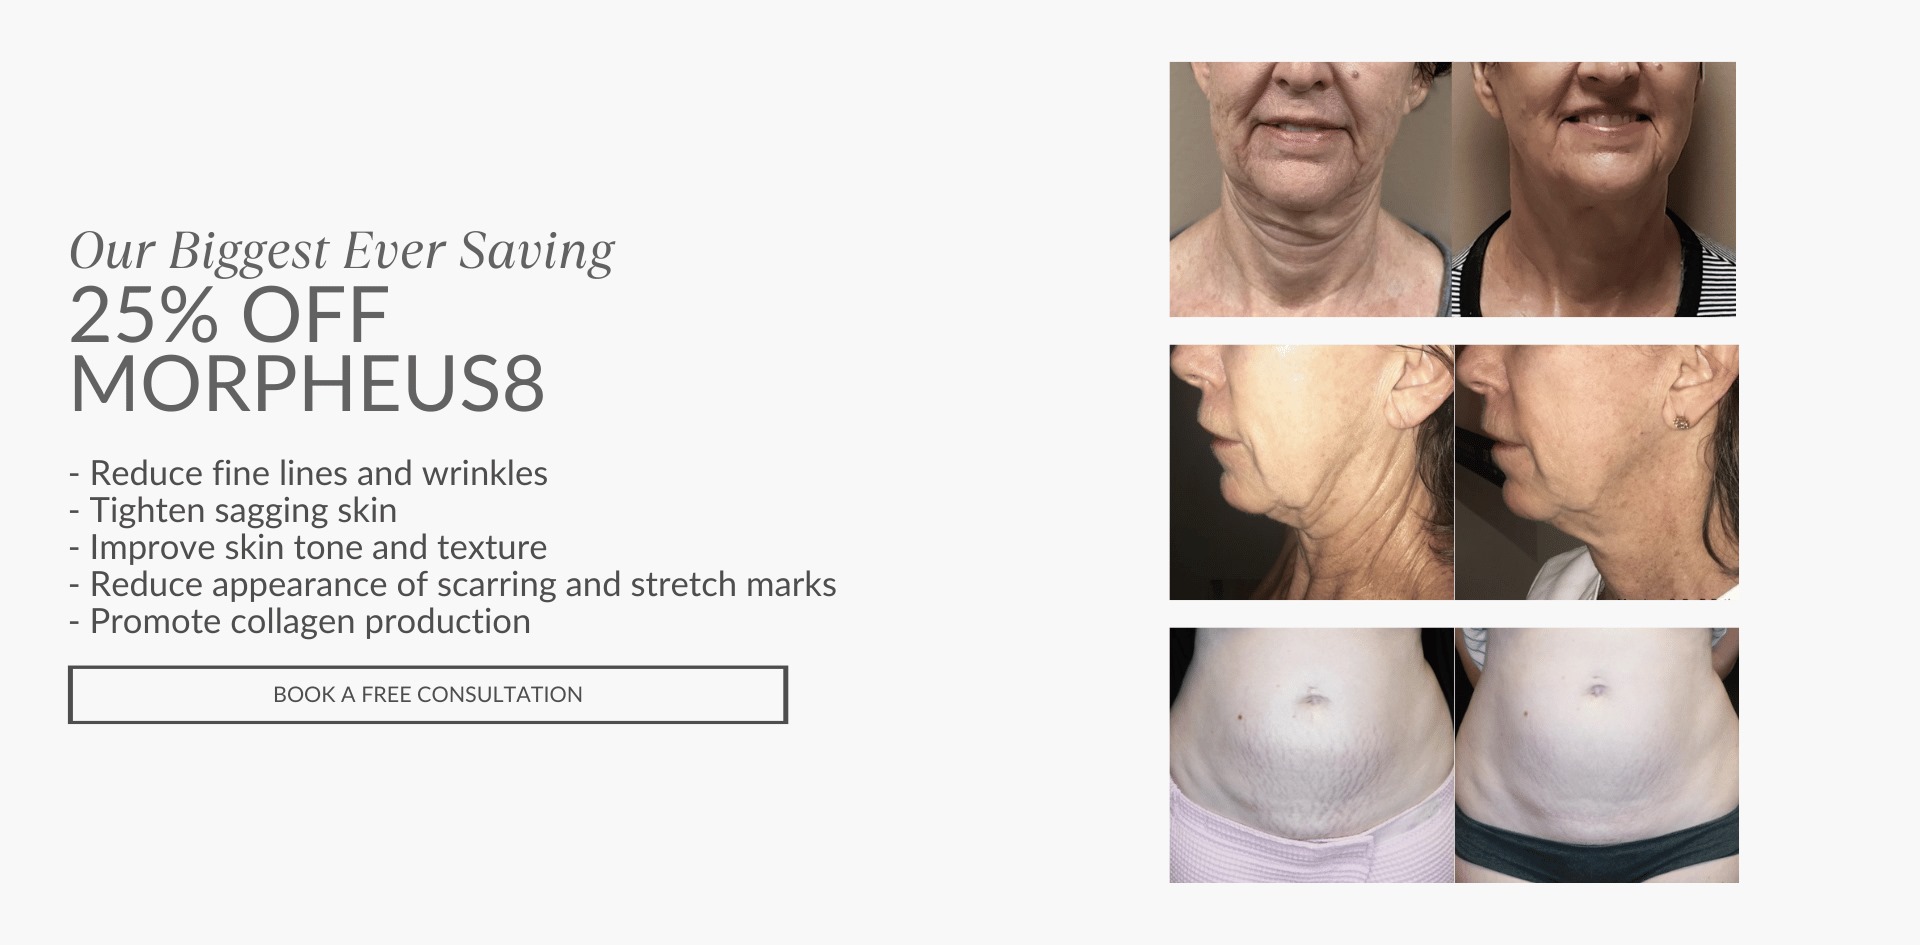 Our Biggest Ever Saving
25% OFF
MORPHEUS8
- Reduce fine lines and wrinkles
- Tighten sagging skin
- Improve skin tone and texture
- Reduce appearance of scarring and stretch marks
- Promote collagen production
BOOK A FREE CONSULTATION